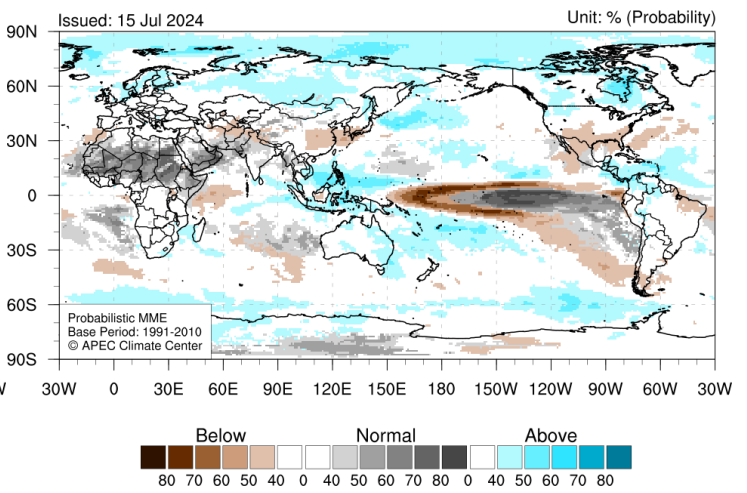 Issued: 15 Jul 2024 Unit: % (Probability)
90N
60N
30N
0
30S
60S
90S
Probabilistic MME
Base Period: 1991-2010
© APEC Climate Center
W 30W 0 30E 60E 90E 120E 150E 180 150W 120W 90W 60W 30W
Below Normal Above
80 70 60 50 40 0 40 50 60 70 80 0 40 50 60 70 80